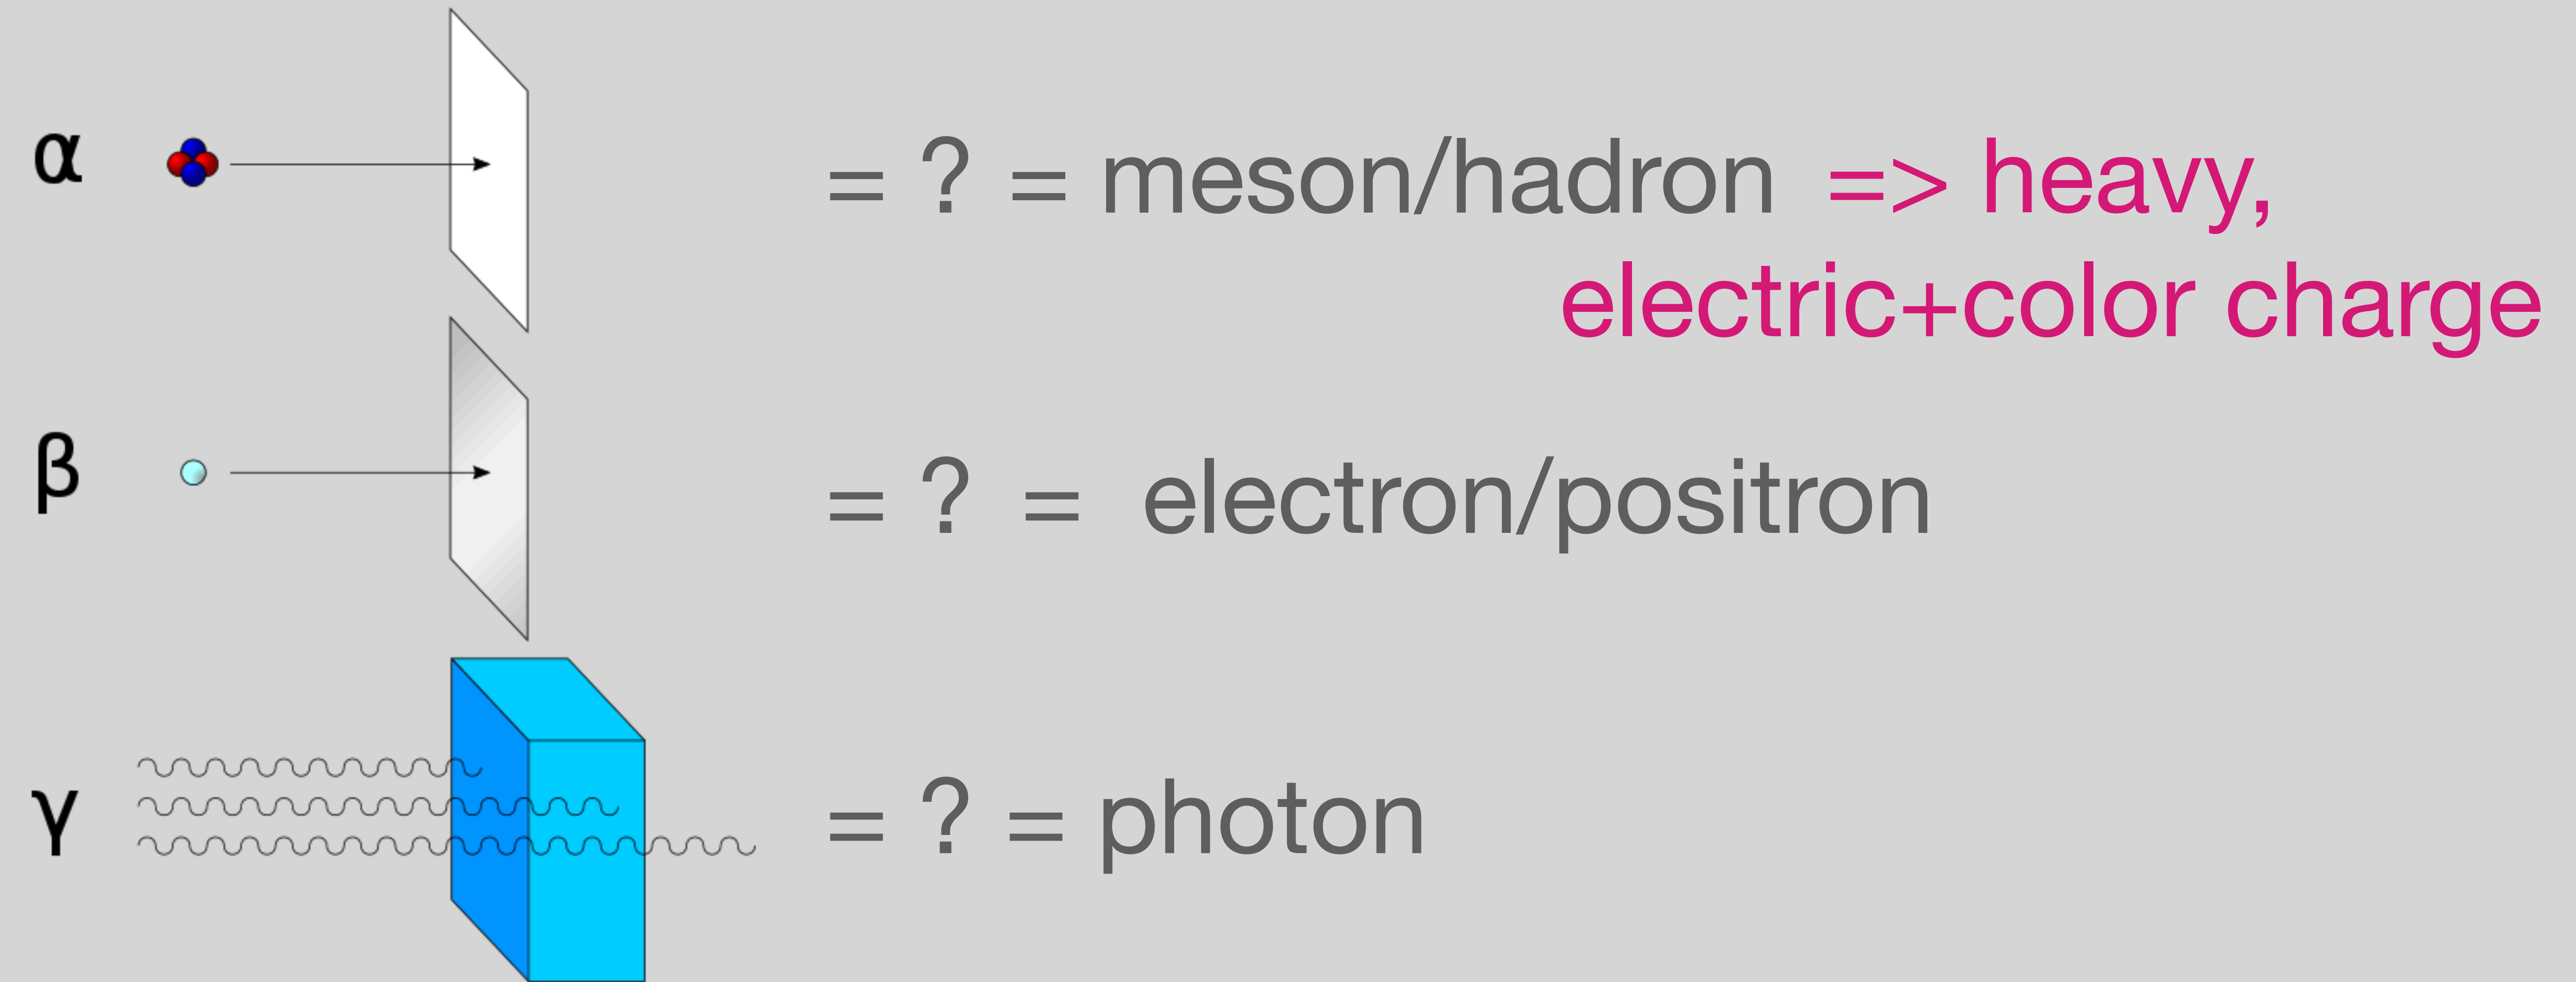 α = ? = meson/hadron => heavy,
electric+color charge
β = ? = electron/positron
γ = ? = photon